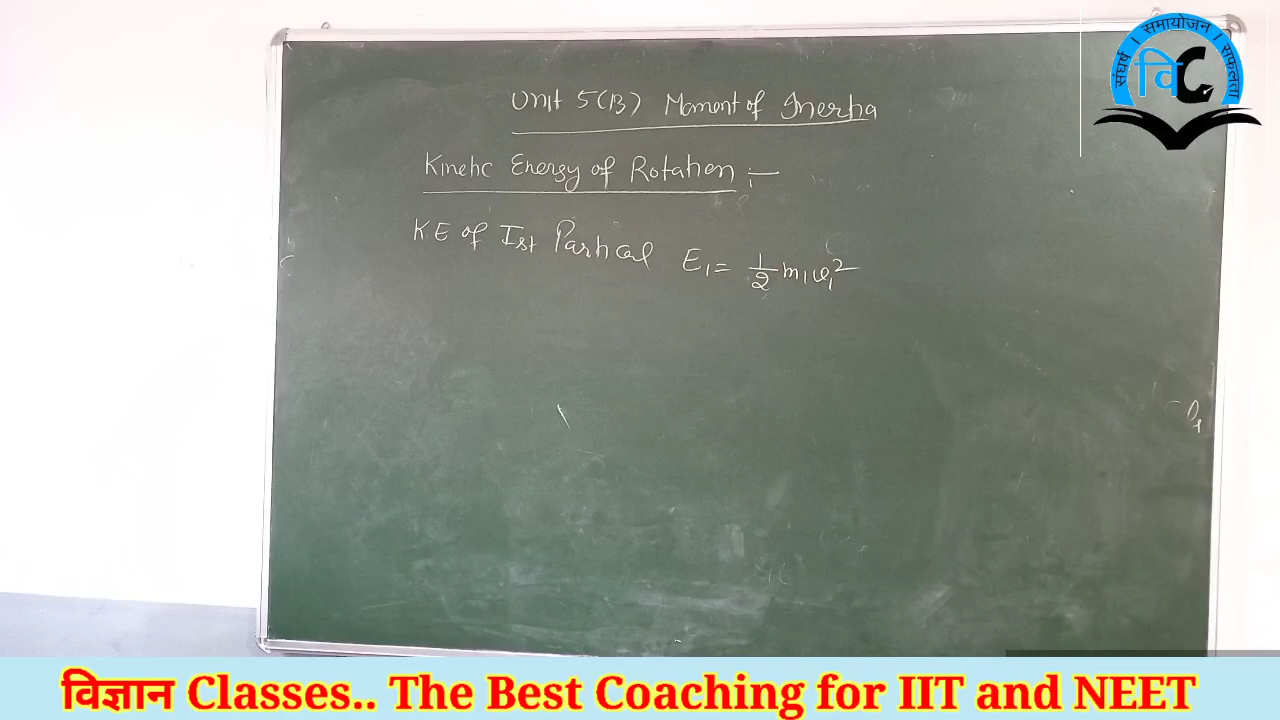 संघर्ष । समायोजन । सफलता
वि C
Unit 5(B) Moment of Inertia
Kinetic Energy of Rotation :-
KE of Ist Partical E₁ = 1/2 m₁v₁²
विज्ञान Classes.. The Best Coaching for IIT and NEET